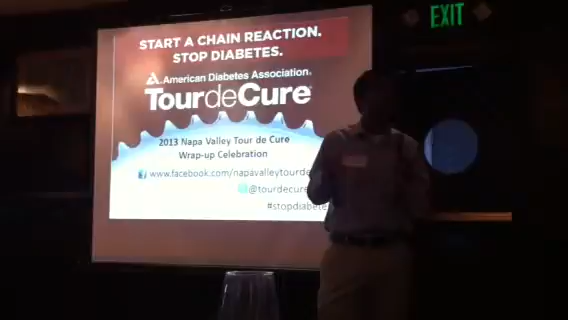 EXIT
START A CHAIN REACTION.
STOP DIABETES.
American Diabetes Association®
TourdeCure
2013 Napa Valley Tour de Cure
Wrap-up Celebration
www.facebook.com/napavalleytourde
@tourdecure
#stopdiabete